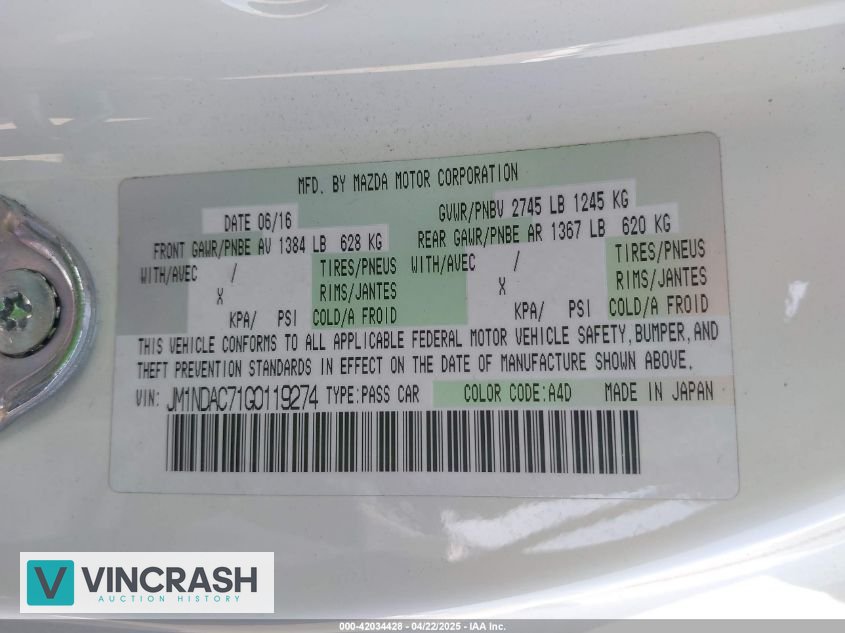 MFD. BY MAZDA MOTOR CORPORATION
DATE 06/16 GVWR/PNBV 2745 LB 1245 KG
FRONT GAWR/PNBE AV 1384 LB 628 KG REAR GAWR/PNBE AR 1367 LB 620 KG
WITH/AVEC / TIRES/PNEUS WITH/AVEC / TIRES/PNEUS
X RIMS/JANTES X RIMS/JANTES
KPA/ PSI COLD/A FROID KPA/ PSI COLD/A FROID
THIS VEHICLE CONFORMS TO ALL APPLICABLE FEDERAL MOTOR VEHICLE SAFETY,BUMPER,AND
THEFT PREVENTION STANDARDS IN EFFECT ON THE DATE OF MANUFACTURE SHOWN ABOVE.
VIN: JM1NDAC71G0119274 TYPE:PASS CAR COLOR CODE:A4D MADE IN JAPAN
VINCRASH
AUCTION HISTORY
000-42034428 - 04/22/2025 - IAA Inc.